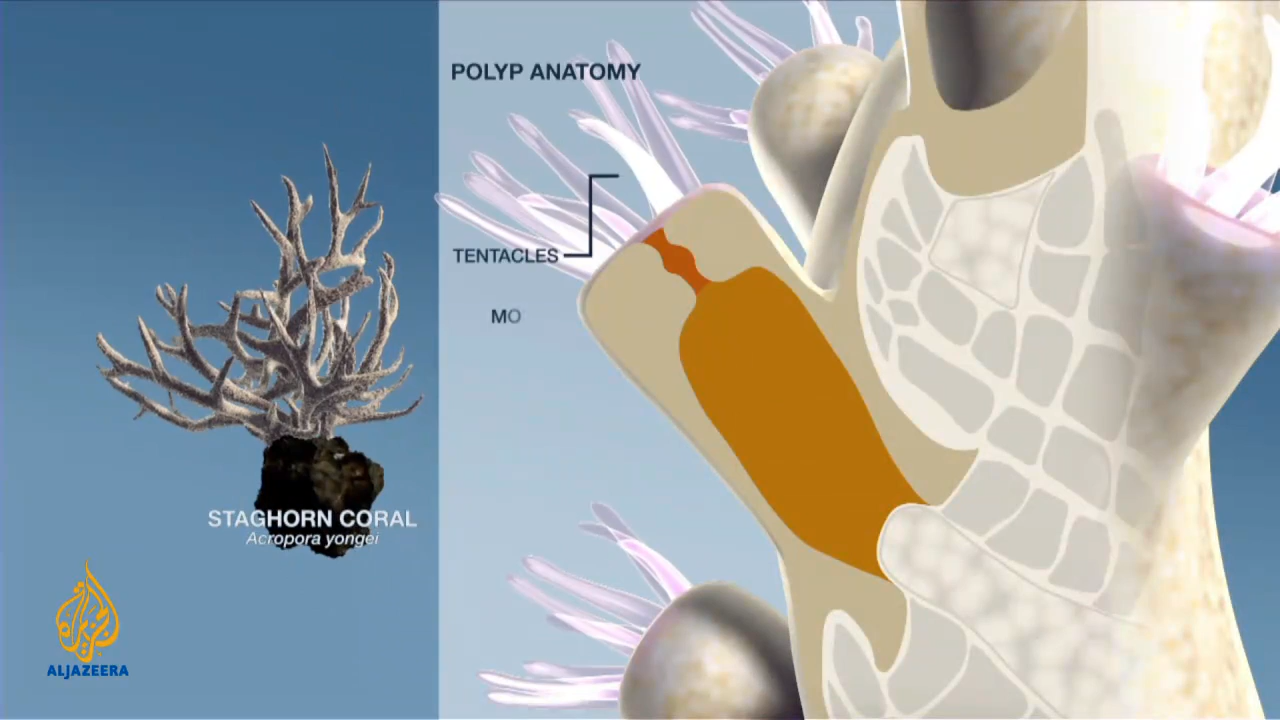 POLYP ANATOMY
TENTACLES
MO
STAGHORN CORAL
Acropora yongei
ALJAZEERA